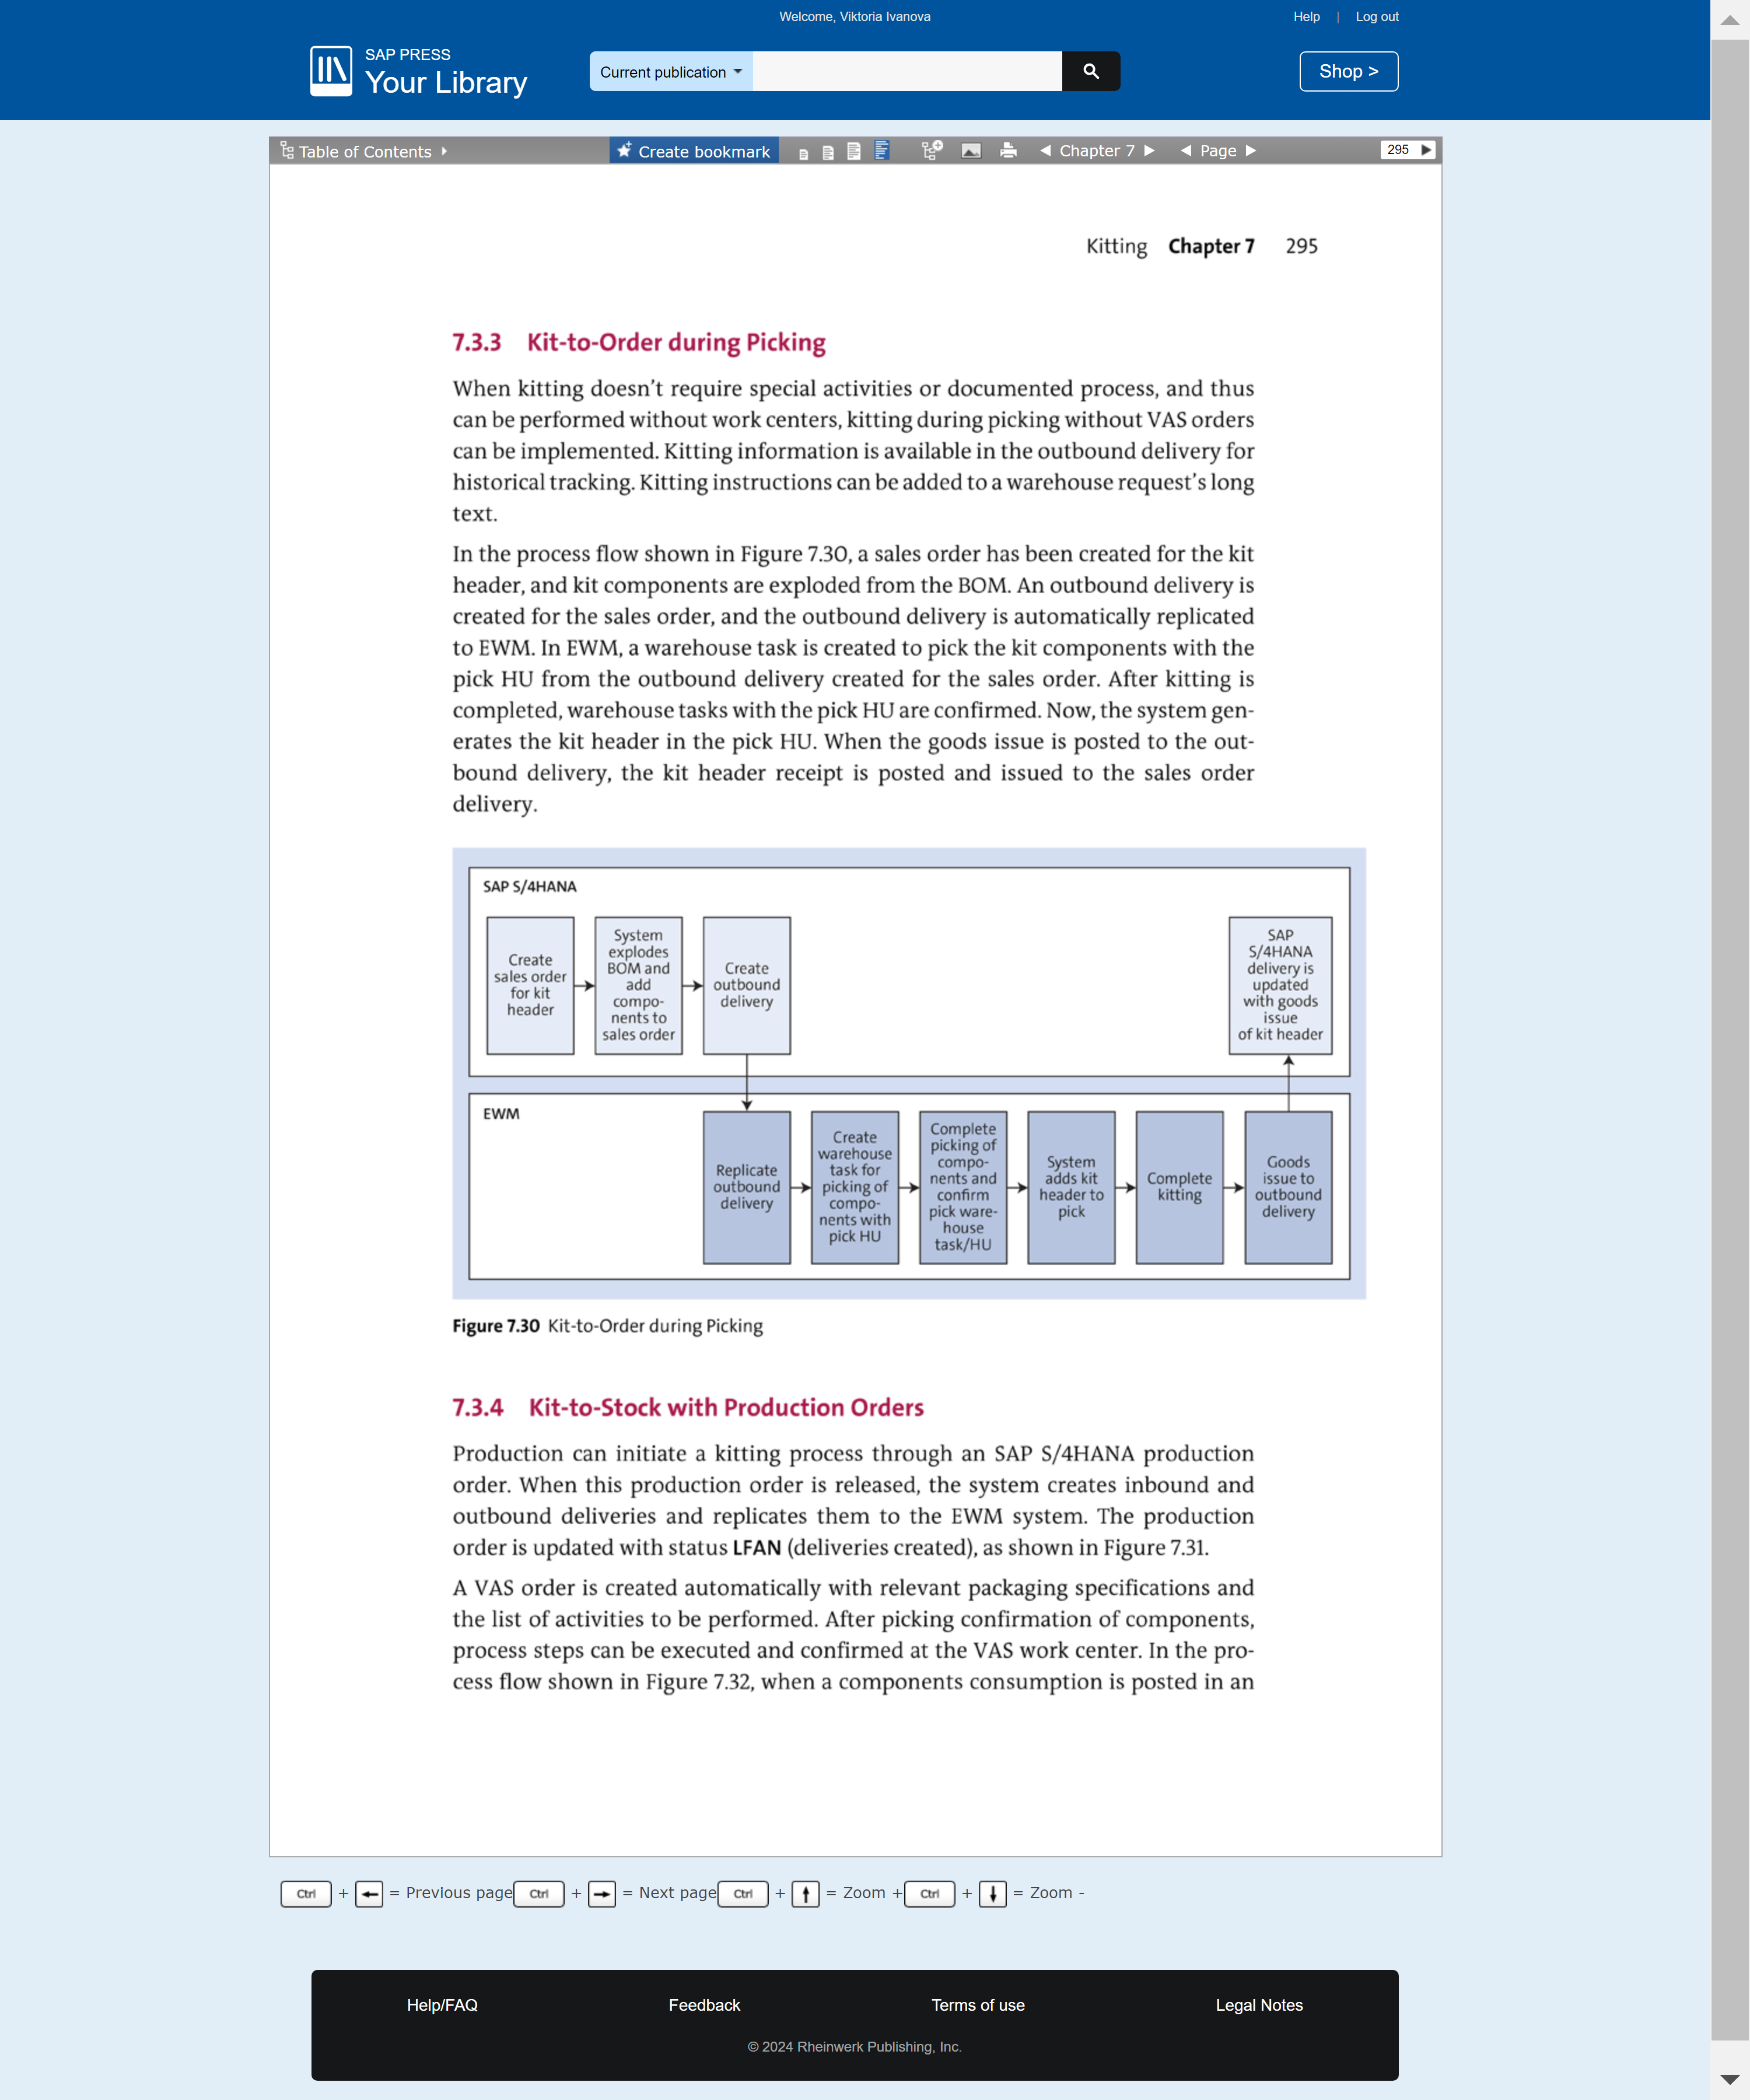 Welcome, Viktoria Ivanova
Help | Log out
SAP PRESS
Your Library
Current publication
Shop >
Table of Contents
Create bookmark
Chapter 7
Page
295
Kitting Chapter 7 295
7.3.3 Kit-to-Order during Picking
When kitting doesn’t require special activities or documented process, and thus
can be performed without work centers, kitting during picking without VAS orders
can be implemented. Kitting information is available in the outbound delivery for
historical tracking. Kitting instructions can be added to a warehouse request’s long
text.
In the process flow shown in Figure 7.30, a sales order has been created for the kit
header, and kit components are exploded from the BOM. An outbound delivery is
created for the sales order, and the outbound delivery is automatically replicated
to EWM. In EWM, a warehouse task is created to pick the kit components with the
pick HU from the outbound delivery created for the sales order. After kitting is
completed, warehouse tasks with the pick HU are confirmed. Now, the system gen-
erates the kit header in the pick HU. When the goods issue is posted to the out-
bound delivery, the kit header receipt is posted and issued to the sales order
delivery.
SAP S/4HANA
Create
sales order
for kit
header
System
explodes
BOM and
add
compo-
nents to
sales order
Create
outbound
delivery
SAP
S/4HANA
delivery is
updated
with goods
issue
of kit header
EWM
Replicate
outbound
delivery
Create
warehouse
task for
picking of
compo-
nents with
pick HU
Complete
picking of
compo-
nents and
confirm
pick ware-
house
task/HU
System
adds kit
header to
pick
Complete
kitting
Goods
issue to
outbound
delivery
Figure 7.30 Kit-to-Order during Picking
7.3.4 Kit-to-Stock with Production Orders
Production can initiate a kitting process through an SAP S/4HANA production
order. When this production order is released, the system creates inbound and
outbound deliveries and replicates them to the EWM system. The production
order is updated with status LFAN (deliveries created), as shown in Figure 7.31.
A VAS order is created automatically with relevant packaging specifications and
the list of activities to be performed. After picking confirmation of components,
process steps can be executed and confirmed at the VAS work center. In the pro-
cess flow shown in Figure 7.32, when a components consumption is posted in an
Ctrl + ← = Previous page Ctrl + → = Next page Ctrl + ↑ = Zoom + Ctrl + ↓ = Zoom -
Help/FAQ Feedback Terms of use Legal Notes
© 2024 Rheinwerk Publishing, Inc.